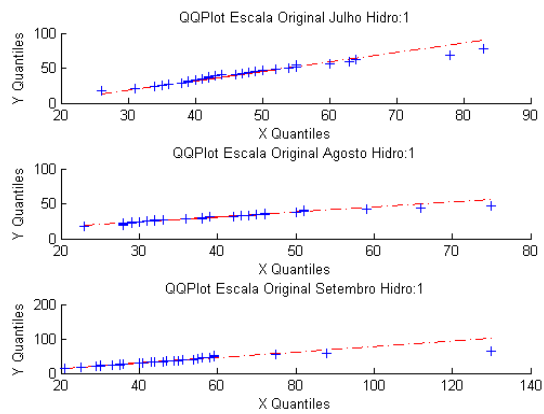 QQPlot Escala Original Julho Hidro:1
100
50
0
Y Quantiles
20 30 40 50 60 70 80 90
X Quantiles
QQPlot Escala Original Agosto Hidro:1
100
50
0
Y Quantiles
20 30 40 50 60 70 80
X Quantiles
QQPlot Escala Original Setembro Hidro:1
200
100
0
Y Quantiles
20 40 60 80 100 120 140
X Quantiles